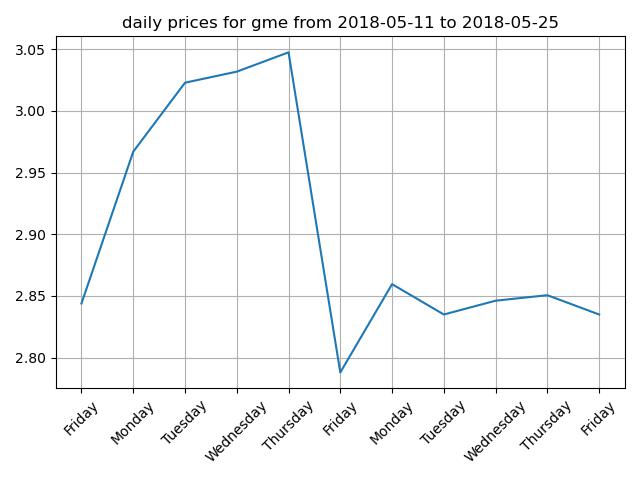 daily prices for gme from 2018-05-11 to 2018-05-25
3.05
3.00
2.95
2.90
2.85
2.80
Friday
Monday
Tuesday
Wednesday
Thursday
Friday
Monday
Tuesday
Wednesday
Thursday
Friday